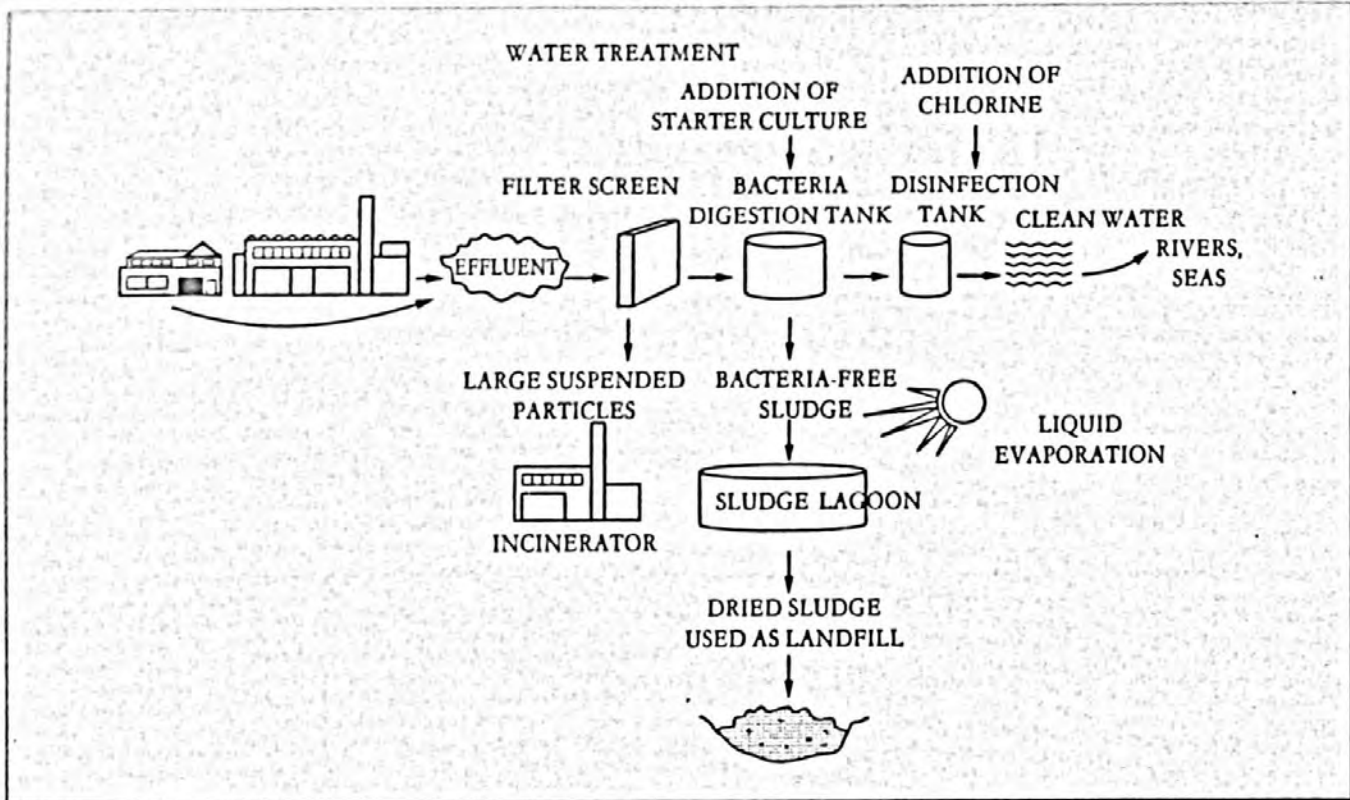 WATER TREATMENT
ADDITION OF
STARTER CULTURE
ADDITION OF
CHLORINE
FILTER SCREEN
BACTERIA
DIGESTION TANK
DISINFECTION
TANK
CLEAN WATER
RIVERS,
SEAS
EFFLUENT
LARGE SUSPENDED
PARTICLES
BACTERIA-FREE
SLUDGE
LIQUID
EVAPORATION
SLUDGE LAGOON
INCINERATOR
DRIED SLUDGE
USED AS LANDFILL